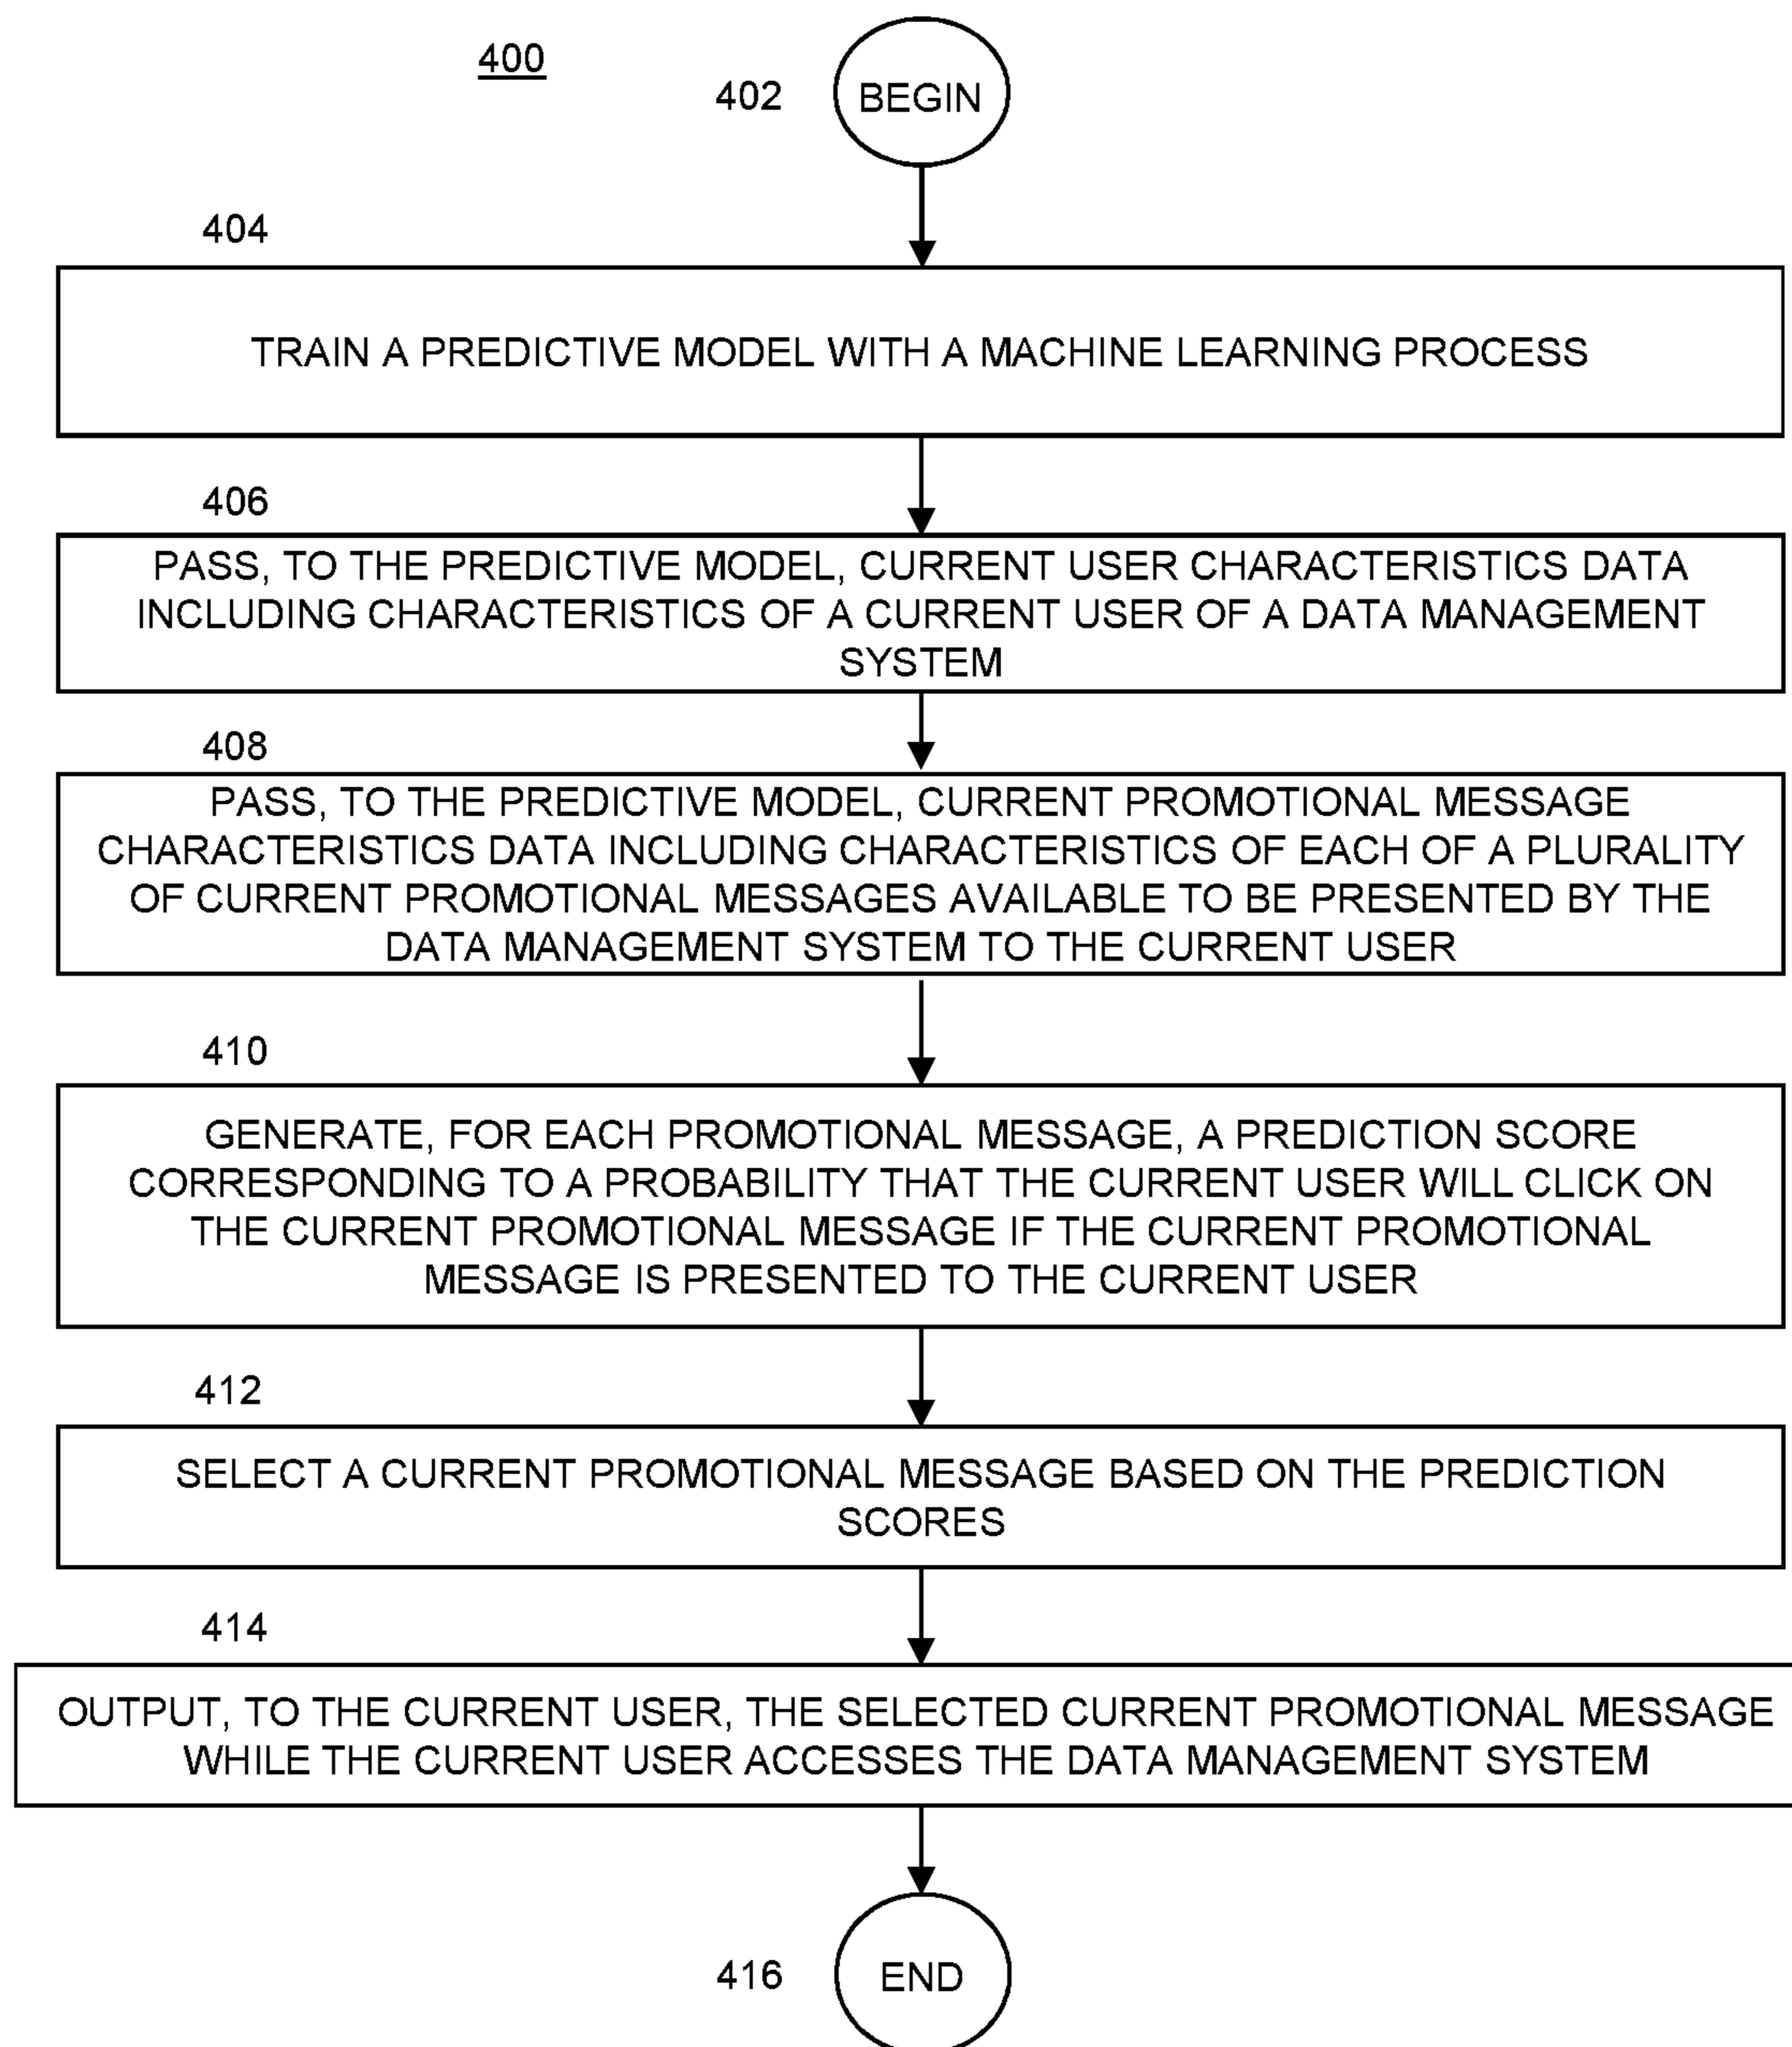 400
402
BEGIN
404
TRAIN A PREDICTIVE MODEL WITH A MACHINE LEARNING PROCESS
406
PASS, TO THE PREDICTIVE MODEL, CURRENT USER CHARACTERISTICS DATA
INCLUDING CHARACTERISTICS OF A CURRENT USER OF A DATA MANAGEMENT
SYSTEM
408
PASS, TO THE PREDICTIVE MODEL, CURRENT PROMOTIONAL MESSAGE
CHARACTERISTICS DATA INCLUDING CHARACTERISTICS OF EACH OF A PLURALITY
OF CURRENT PROMOTIONAL MESSAGES AVAILABLE TO BE PRESENTED BY THE
DATA MANAGEMENT SYSTEM TO THE CURRENT USER
410
GENERATE, FOR EACH PROMOTIONAL MESSAGE, A PREDICTION SCORE
CORRESPONDING TO A PROBABILITY THAT THE CURRENT USER WILL CLICK ON
THE CURRENT PROMOTIONAL MESSAGE IF THE CURRENT PROMOTIONAL
MESSAGE IS PRESENTED TO THE CURRENT USER
412
SELECT A CURRENT PROMOTIONAL MESSAGE BASED ON THE PREDICTION
SCORES
414
OUTPUT, TO THE CURRENT USER, THE SELECTED CURRENT PROMOTIONAL MESSAGE
WHILE THE CURRENT USER ACCESSES THE DATA MANAGEMENT SYSTEM
416
END